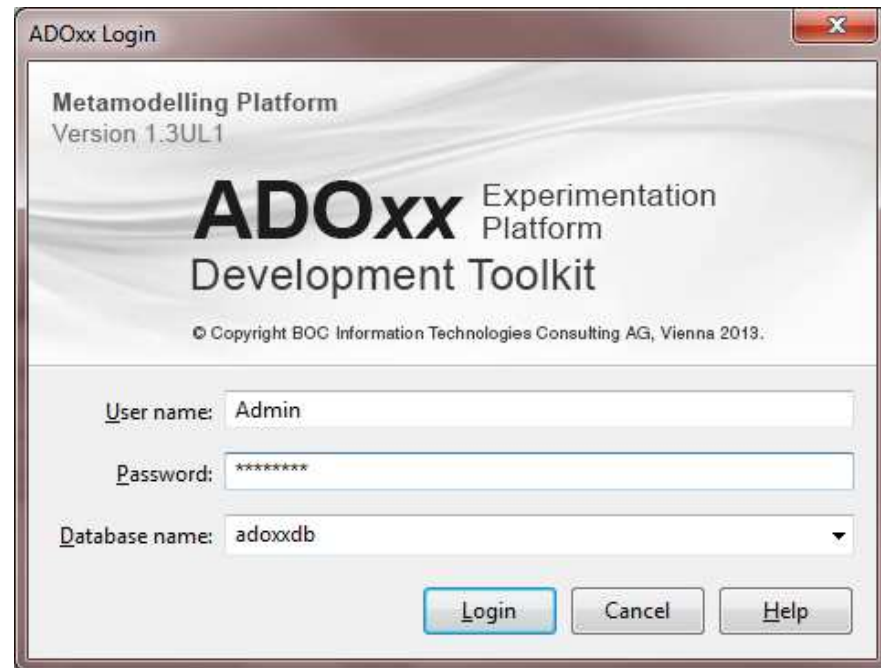 ADOxx Login
Metamodelling Platform
Version 1.3UL1
ADOxx Experimentation Platform
Development Toolkit
© Copyright BOC Information Technologies Consulting AG, Vienna 2013.
User name: Admin
Password: ********
Database name: adoxxdb
Login Cancel Help